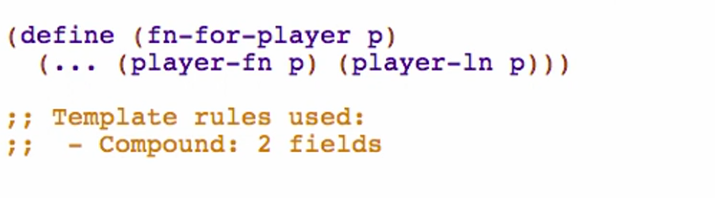 (define (fn-for-player p)
  (... (player-fn p) (player-ln p)))
;; Template rules used:
;;  - Compound: 2 fields